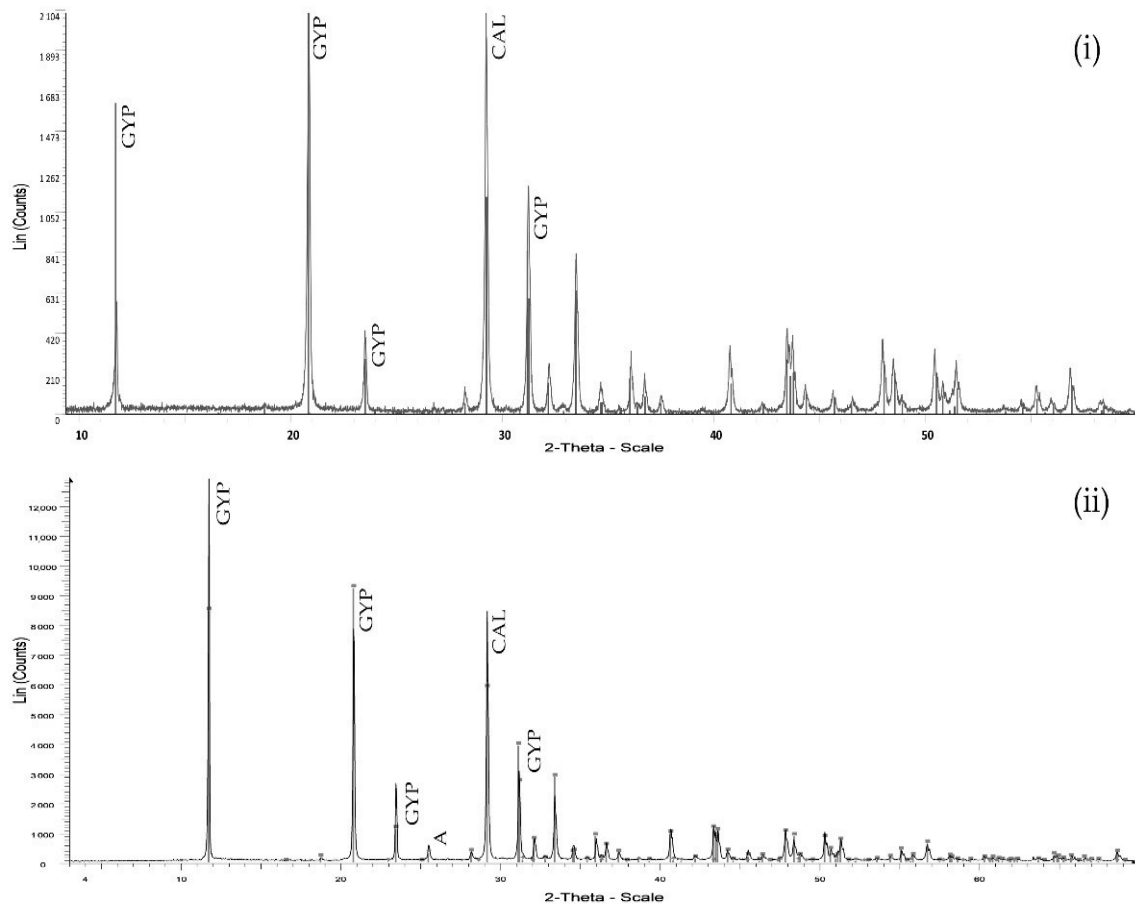 2 104
1 893
1 683
1 473
1 262
1 052
841
631
420
210
0
Lin (Counts)
GYP
GYP
GYP
CAL
GYP
(i)
10 20 30 40 50
2-Theta - Scale
12,000
11,000
10,000
9 000
8 000
7 000
6 000
5 000
4 000
3 000
2 000
1 000
0
Lin (Counts)
GYP
GYP
GYP
A
CAL
GYP
(ii)
4 10 20 30 40 50 60
2-Theta - Scale